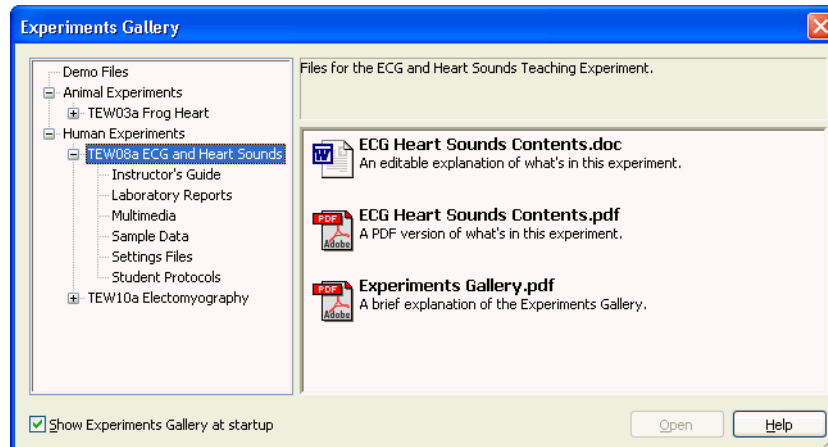 Experiments Gallery
Demo Files
Animal Experiments
TEW03a Frog Heart
Human Experiments
TEW08a ECG and Heart Sounds
Instructor's Guide
Laboratory Reports
Multimedia
Sample Data
Settings Files
Student Protocols
TEW10a Electomyography
Files for the ECG and Heart Sounds Teaching Experiment.
W
ECG Heart Sounds Contents.doc
An editable explanation of what's in this experiment.
PDF
Adobe
ECG Heart Sounds Contents.pdf
A PDF version of what's in this experiment.
PDF
Adobe
Experiments Gallery.pdf
A brief explanation of the Experiments Gallery.
Show Experiments Gallery at startup
Open
Help